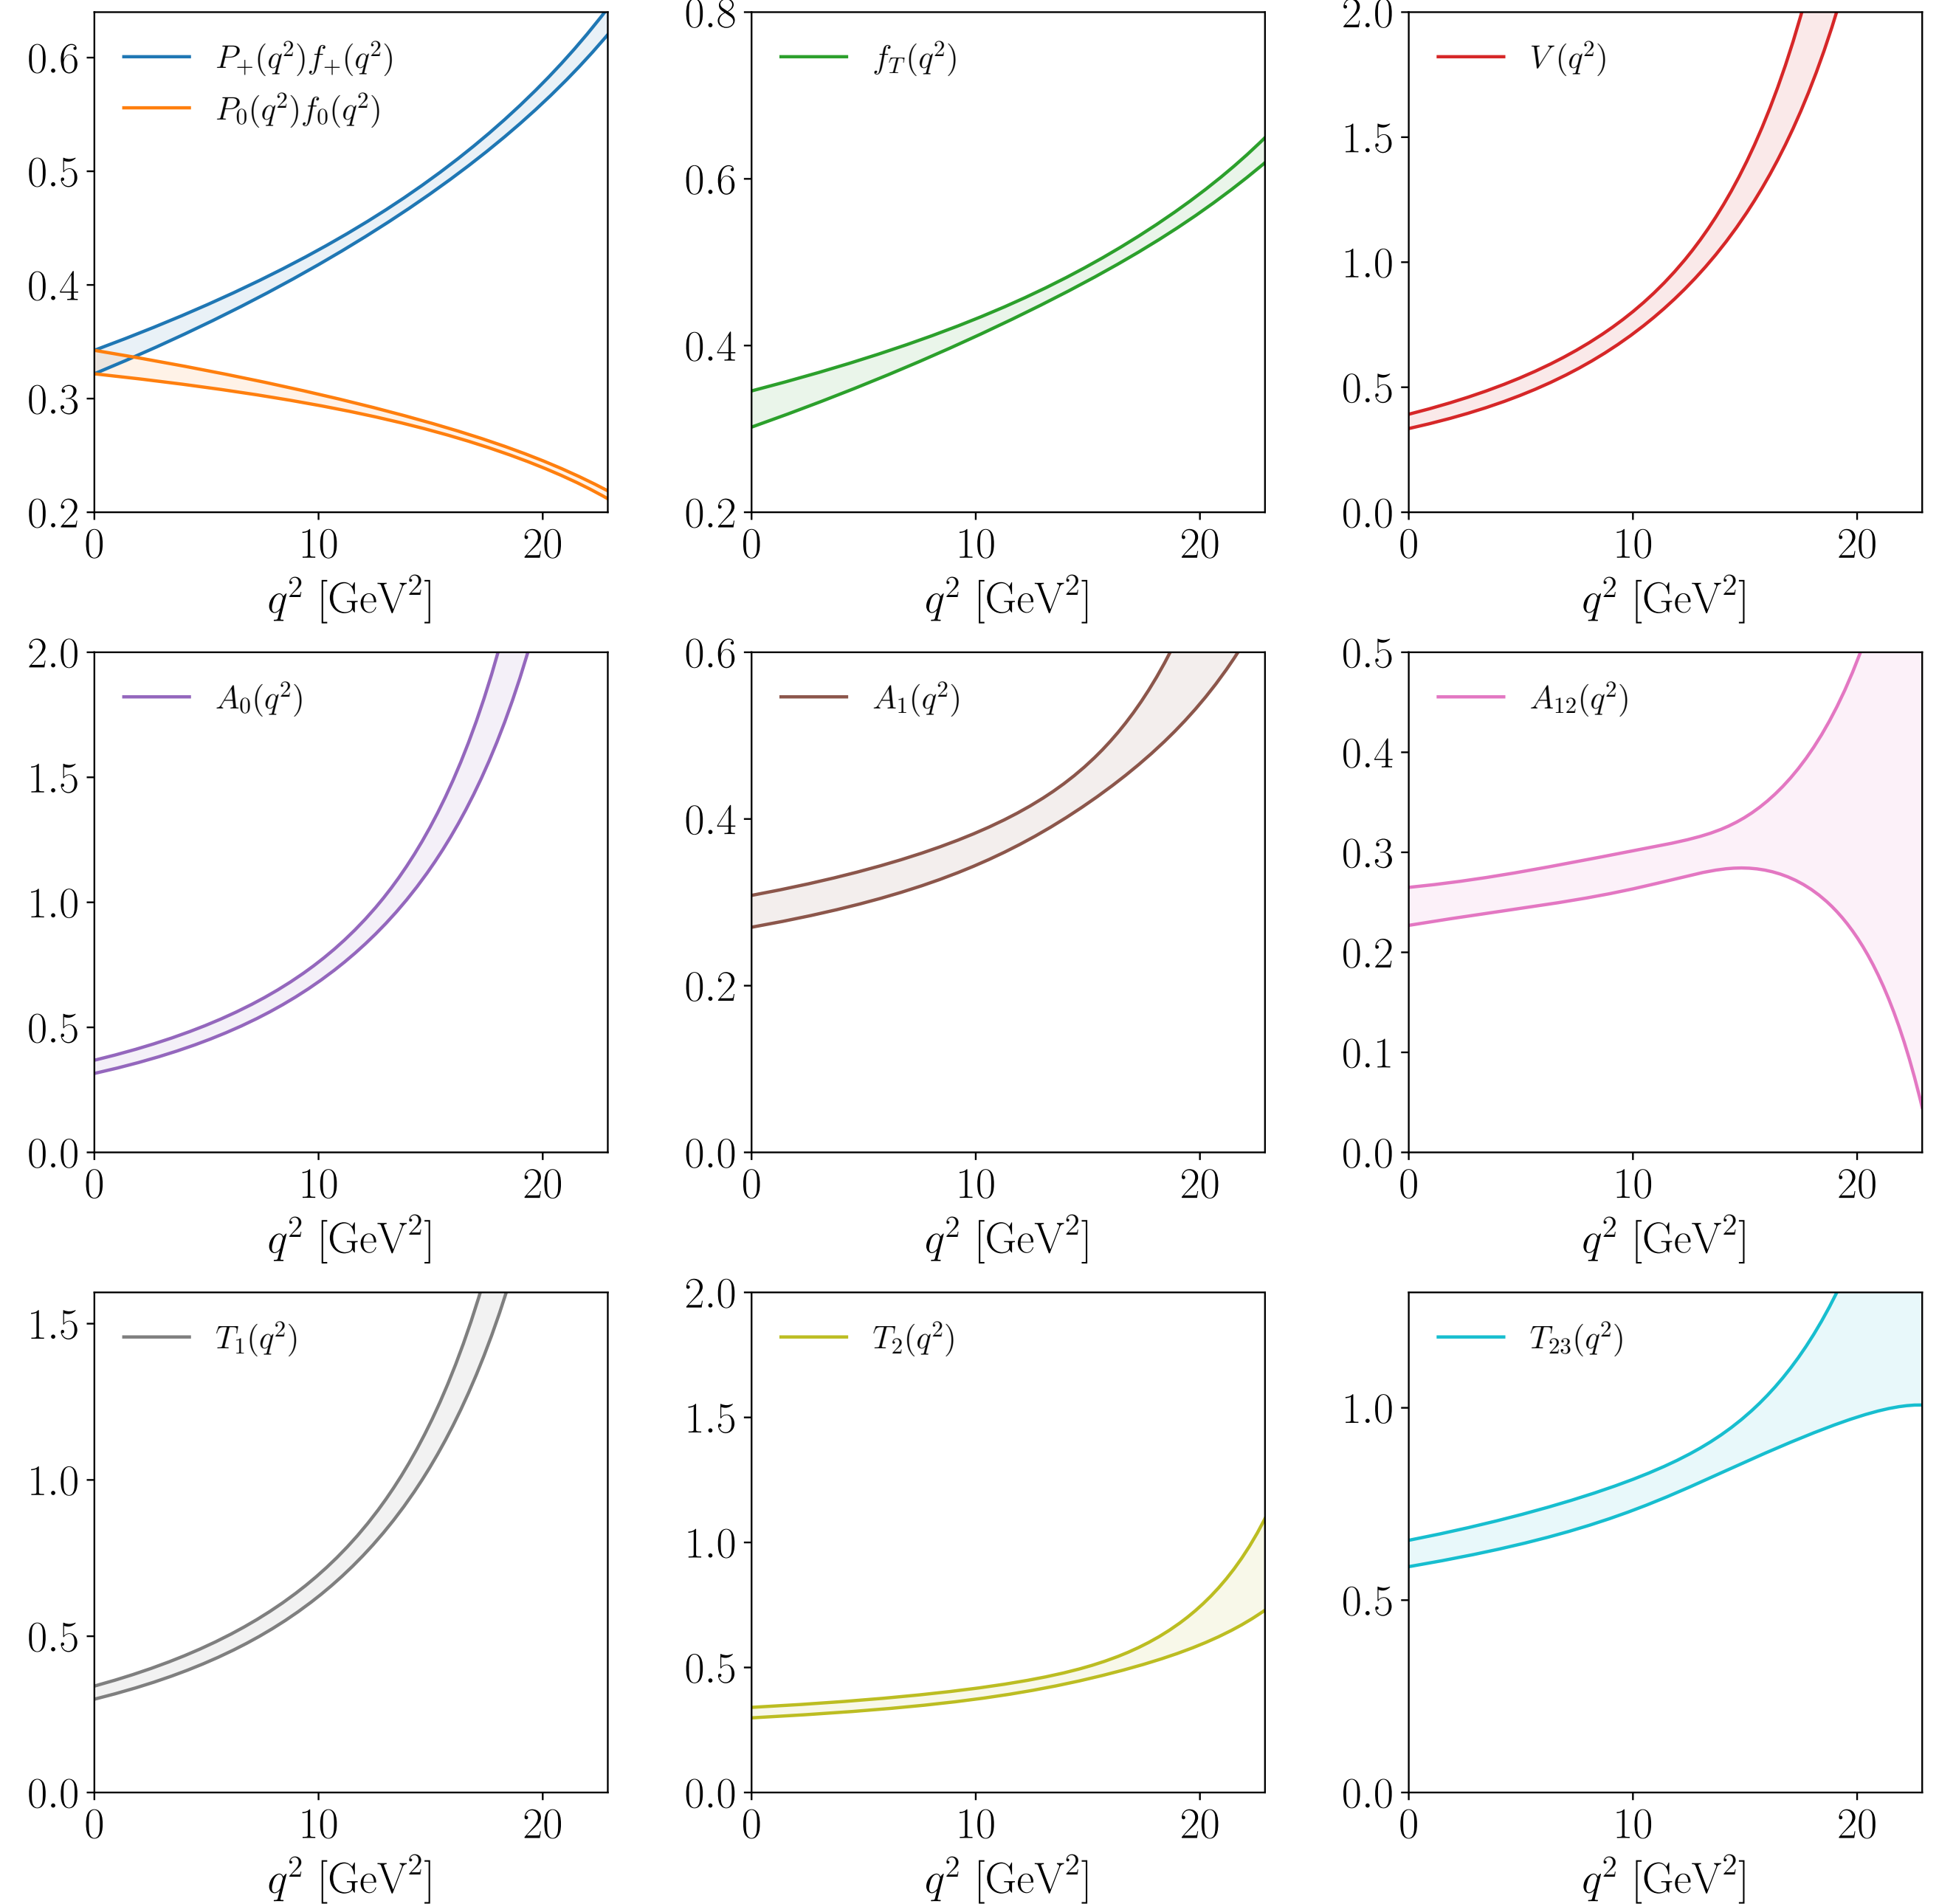 0.6
0.5
0.4
0.3
0.2
P₊(q²)f₊(q²)
P₀(q²)f₀(q²)
0 10 20
q² [GeV²]
0.8
0.6
0.4
0.2
f_T(q²)
0 10 20
q² [GeV²]
2.0
1.5
1.0
0.5
0.0
V(q²)
0 10 20
q² [GeV²]
2.0
1.5
1.0
0.5
0.0
A₀(q²)
0 10 20
q² [GeV²]
0.6
0.4
0.2
0.0
A₁(q²)
0 10 20
q² [GeV²]
0.5
0.4
0.3
0.2
0.1
0.0
A₁₂(q²)
0 10 20
q² [GeV²]
1.5
1.0
0.5
0.0
T₁(q²)
0 10 20
q² [GeV²]
2.0
1.5
1.0
0.5
0.0
T₂(q²)
0 10 20
q² [GeV²]
1.0
0.5
0.0
T₂₃(q²)
0 10 20
q² [GeV²]